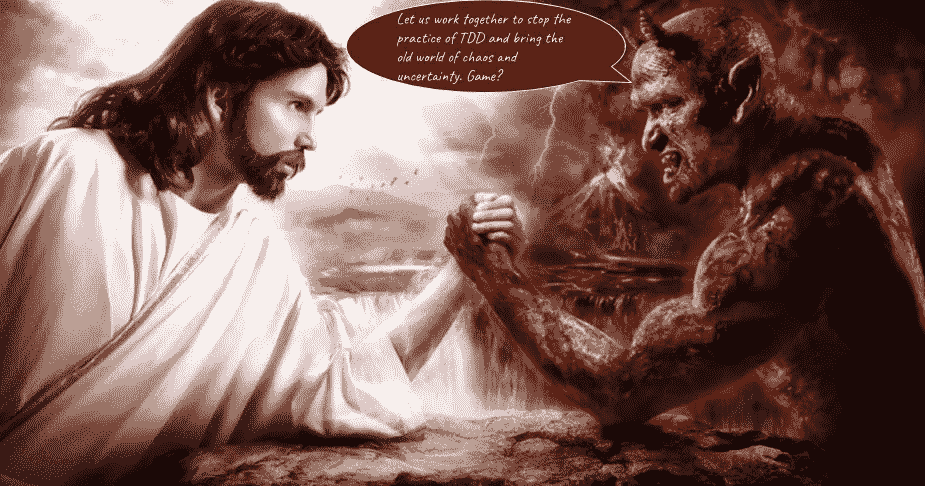 Let us work together to stop the
practice of TDD and bring the
old world of chaos and
uncertainty. Game?